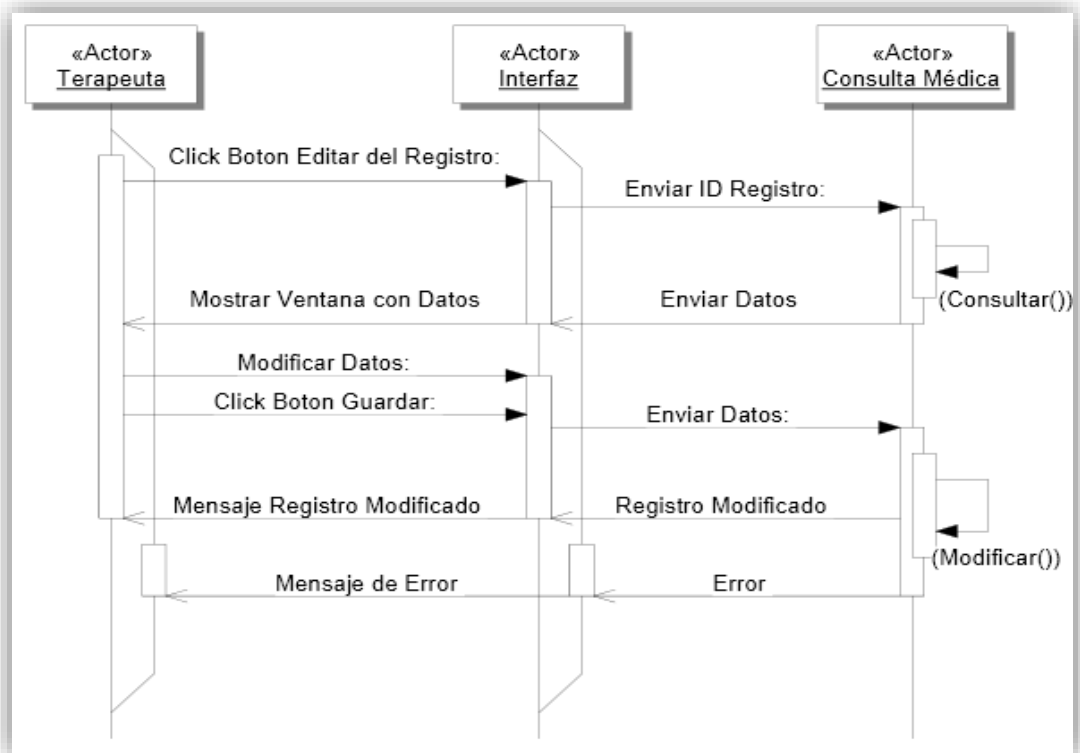 «Actor»
Terapeuta
«Actor»
Interfaz
«Actor»
Consulta Médica
Click Boton Editar del Registro:
Enviar ID Registro:
(Consultar())
Mostrar Ventana con Datos
Enviar Datos
Modificar Datos:
Click Boton Guardar:
Enviar Datos:
Mensaje Registro Modificado
Registro Modificado
(Modificar())
Mensaje de Error
Error